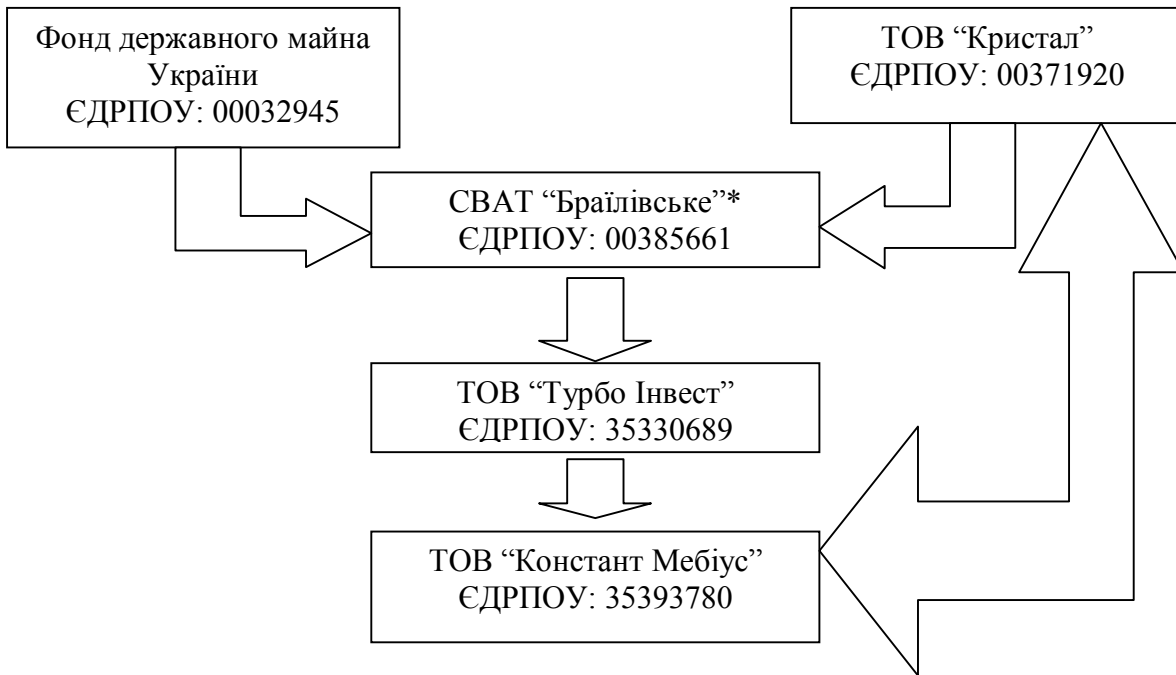 Фонд державного майна
України
ЄДРПОУ: 00032945
ТОВ “Кристал”
ЄДРПОУ: 00371920
СВАТ “Браїлівське”*
ЄДРПОУ: 00385661
ТОВ “Турбо Інвест”
ЄДРПОУ: 35330689
ТОВ “Констант Мебіус”
ЄДРПОУ: 35393780